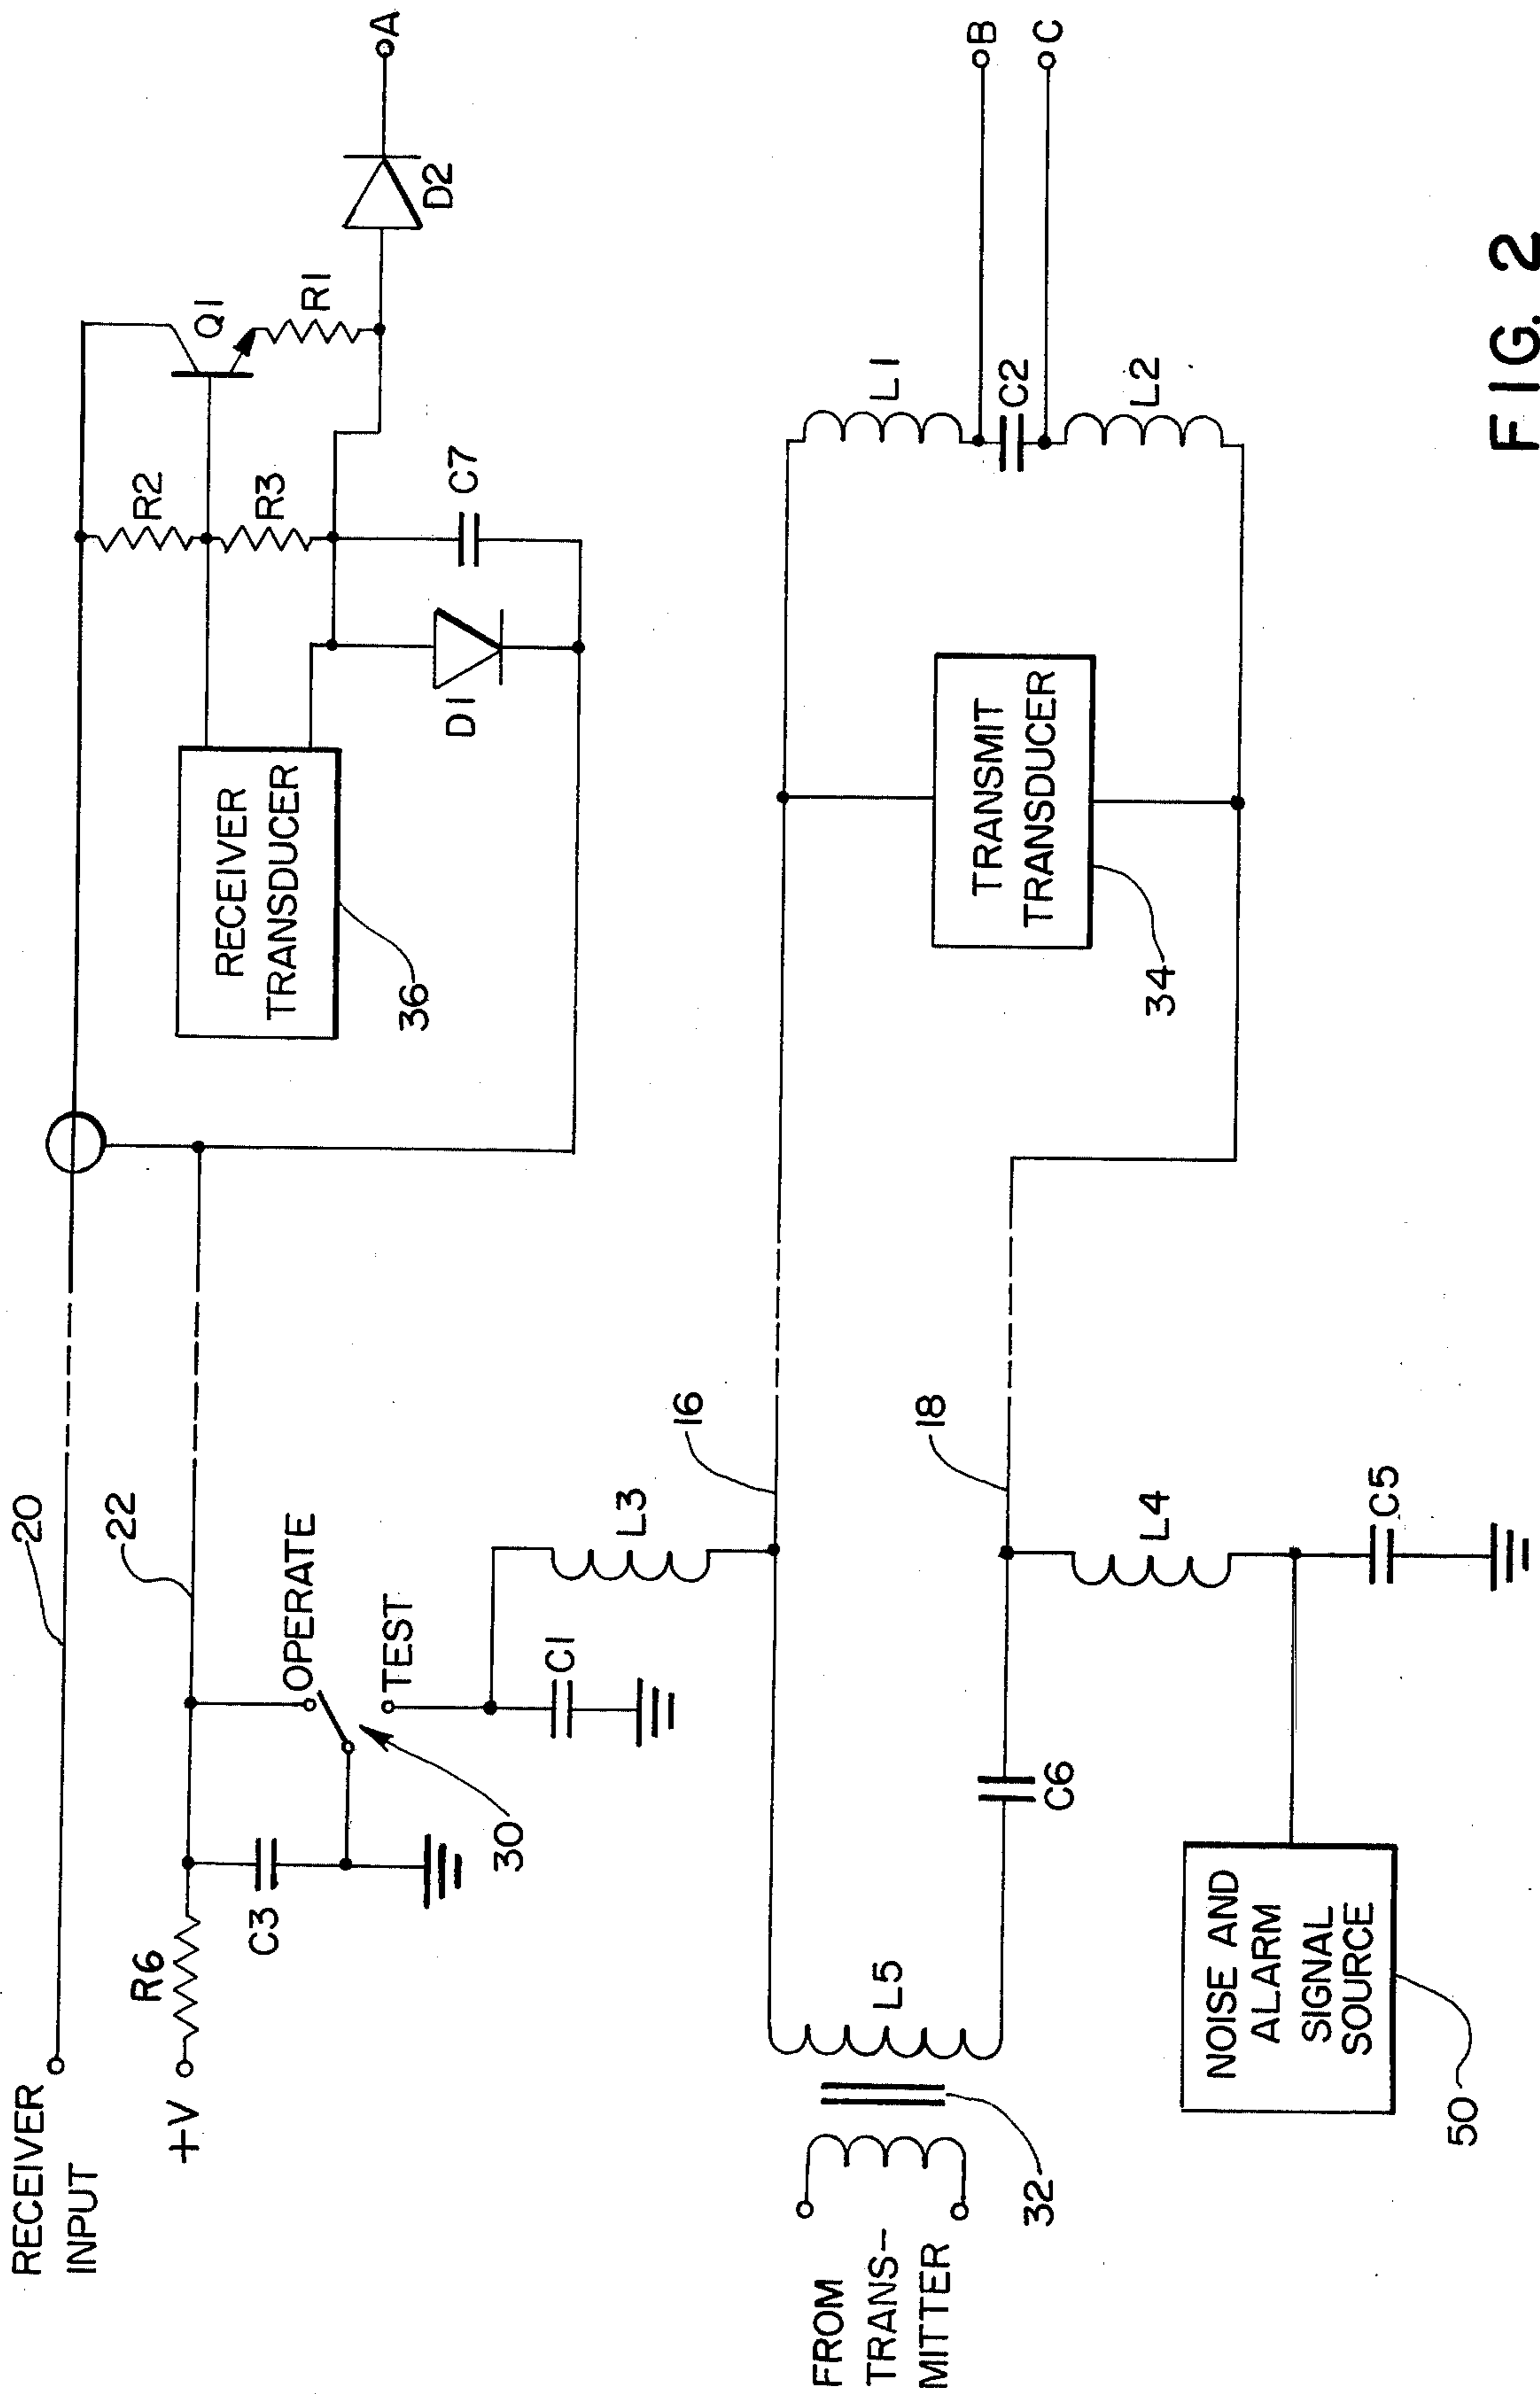 RECEIVER
INPUT
20
+V
R6
22
C3
30
OPERATE
TEST
C1
L3
RECEIVER
TRANSDUCER
36
R2
R3
Q1
R1
D1
C7
D2
A
FROM
TRANS-
MITTER
32
L5
C6
16
18
L4
C5
NOISE AND
ALARM
SIGNAL
SOURCE
50
TRANSMIT
TRANSDUCER
34
L1
C2
L2
B
C
FIG. 2